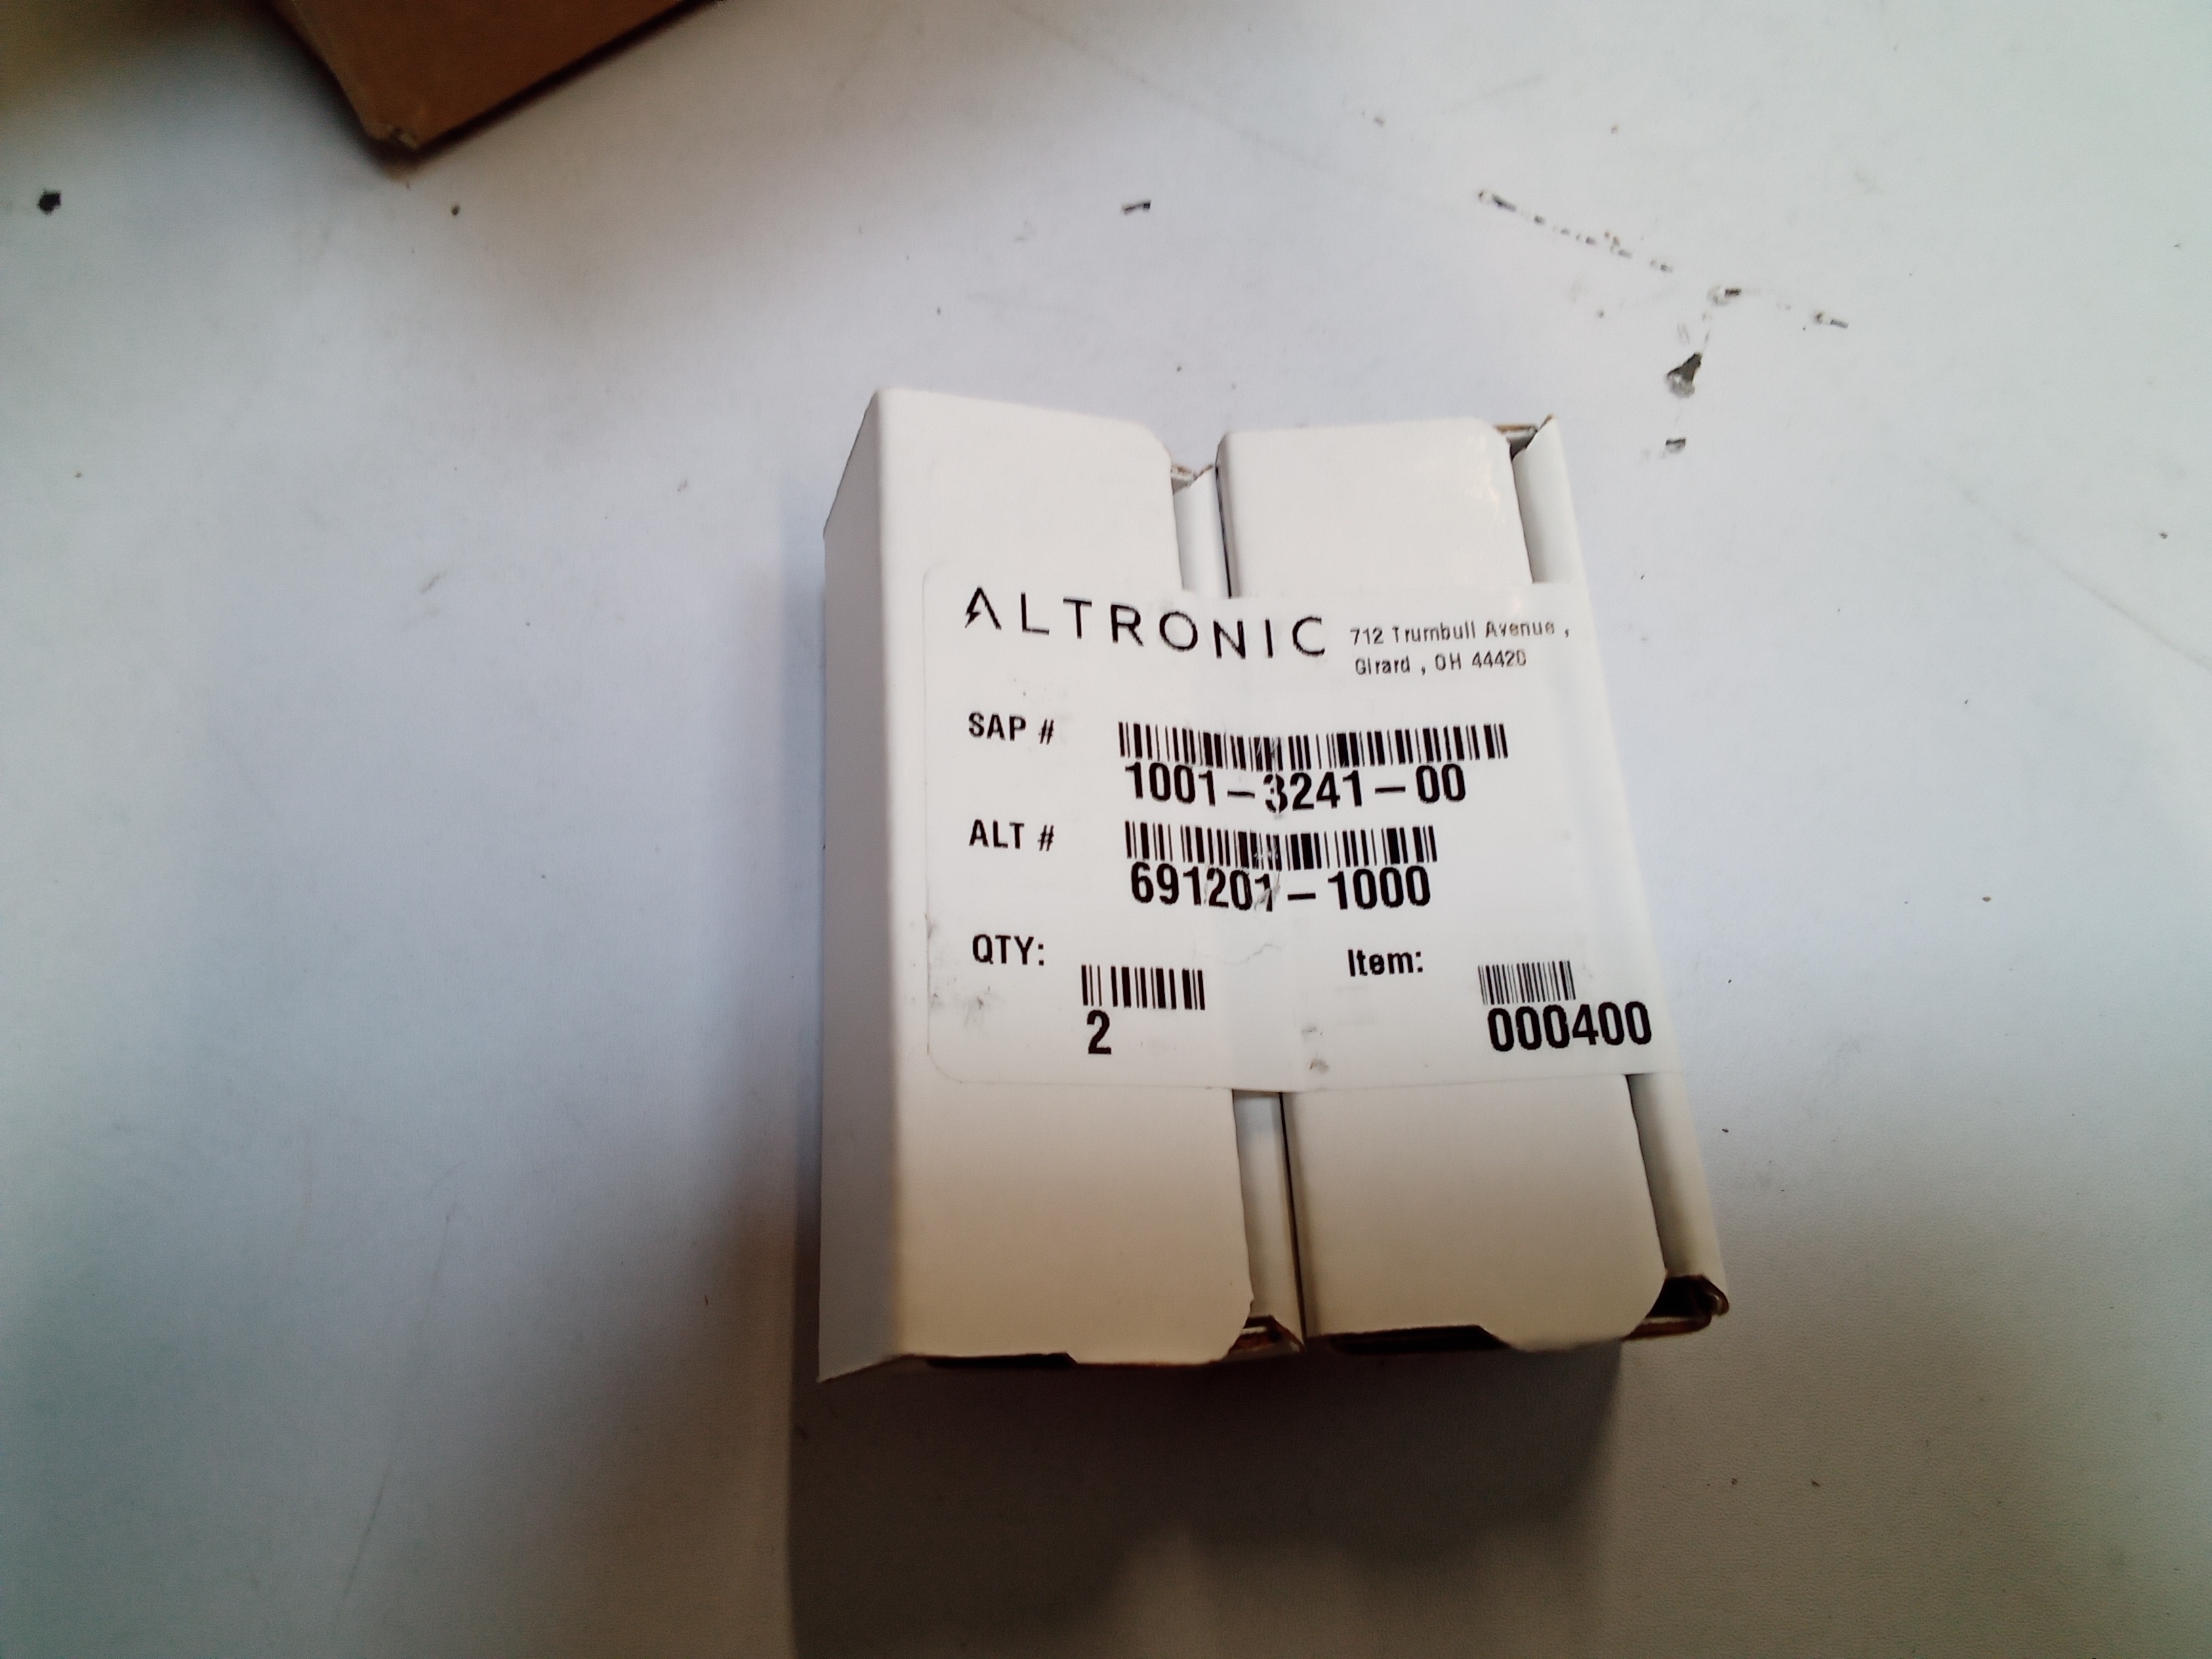 ALTRONIC
712 Trumbull Avenue ,
Girard , OH 44420
SAP #
1001-3241-00
ALT #
691201-1000
QTY:
2
Item:
000400